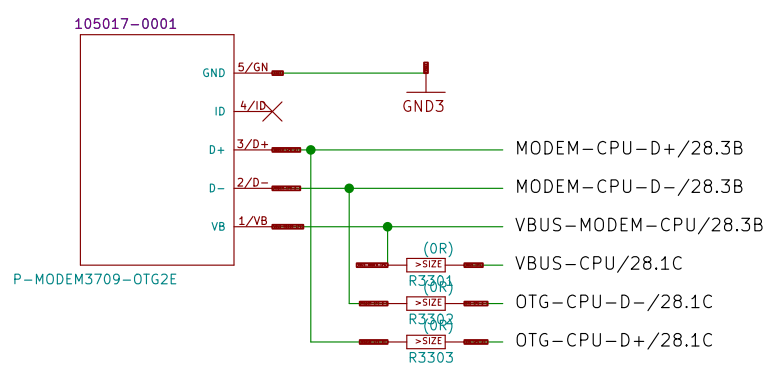 105017-0001
GND 5/GN
GND3
ID 4/ID
D+ 3/D+ MODEM-CPU-D+/28.3B
D- 2/D- MODEM-CPU-D-/28.3B
VB 1/VB VBUS-MODEM-CPU/28.3B
(0R)
>SIZE VBUS-CPU/28.1C
P-MODEM3709-OTG2E
R3301
(0R)
>SIZE OTG-CPU-D-/28.1C
R3302
(0R)
>SIZE OTG-CPU-D+/28.1C
R3303